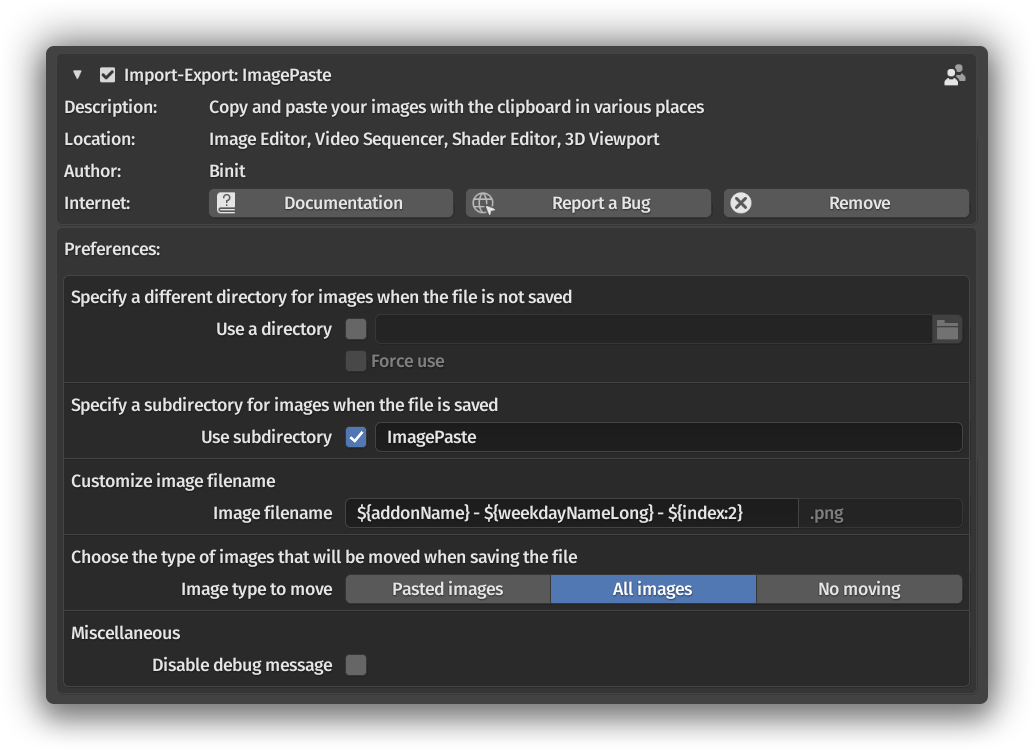 Import-Export: ImagePaste
Description: Copy and paste your images with the clipboard in various places
Location: Image Editor, Video Sequencer, Shader Editor, 3D Viewport
Author: Binit
Internet: Documentation Report a Bug Remove
Preferences:
Specify a different directory for images when the file is not saved
Use a directory
Force use
Specify a subdirectory for images when the file is saved
Use subdirectory ImagePaste
Customize image filename
Image filename ${addonName} - ${weekdayNameLong} - ${index:2} .png
Choose the type of images that will be moved when saving the file
Image type to move Pasted images All images No moving
Miscellaneous
Disable debug message